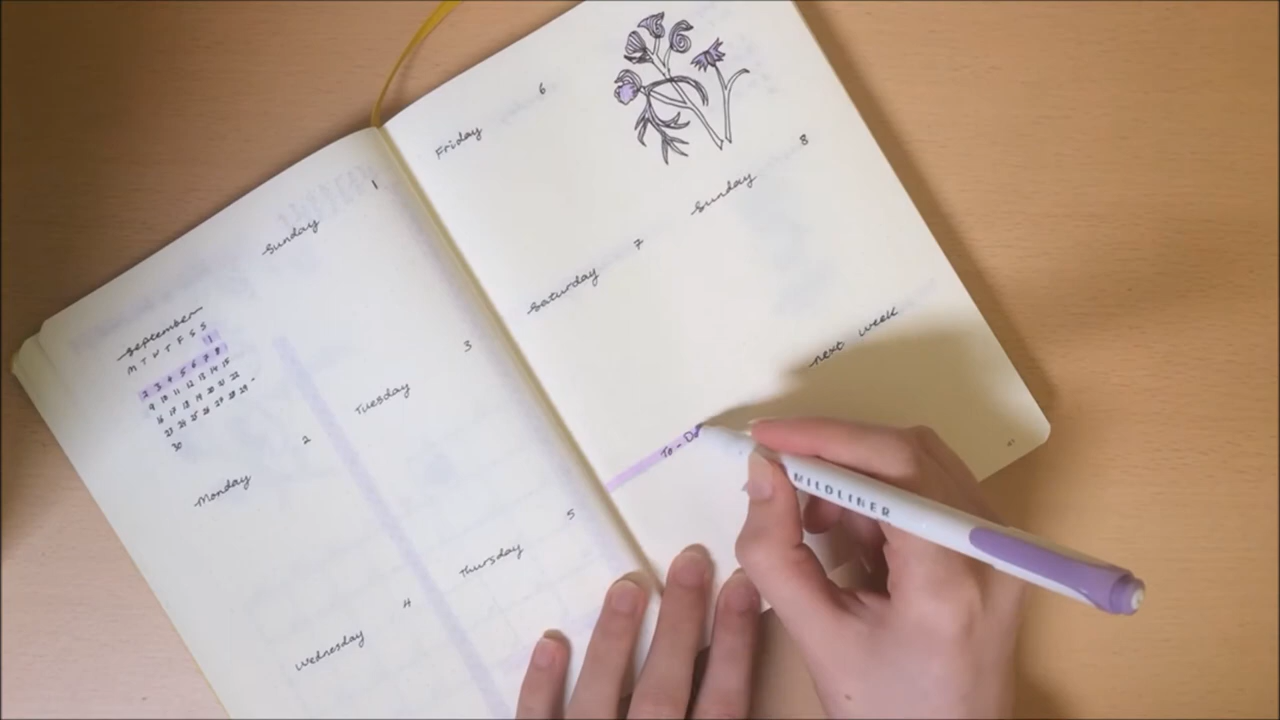 1
Sunday
September
M T W T F S S
1
2 3 4 5 6 7 8
9 10 11 12 13 14 15
16 17 18 19 20 21 22
23 24 25 26 27 28 29
30
2
Monday
3
Tuesday
4
Wednesday
5
Thursday
6
Friday
7
Saturday
8
Sunday
next week
To-Do
MILDLINER